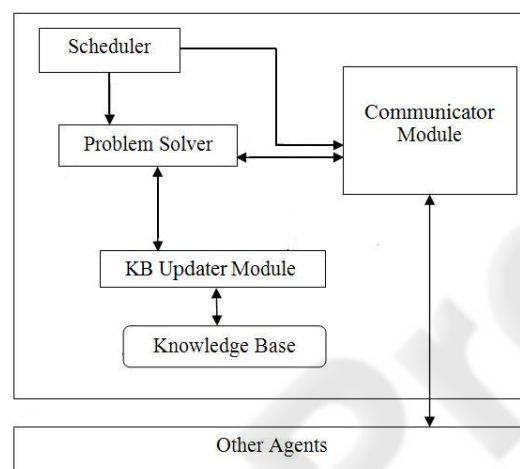 Scheduler
Communicator
Module
Problem Solver
KB Updater Module
Knowledge Base
Other Agents